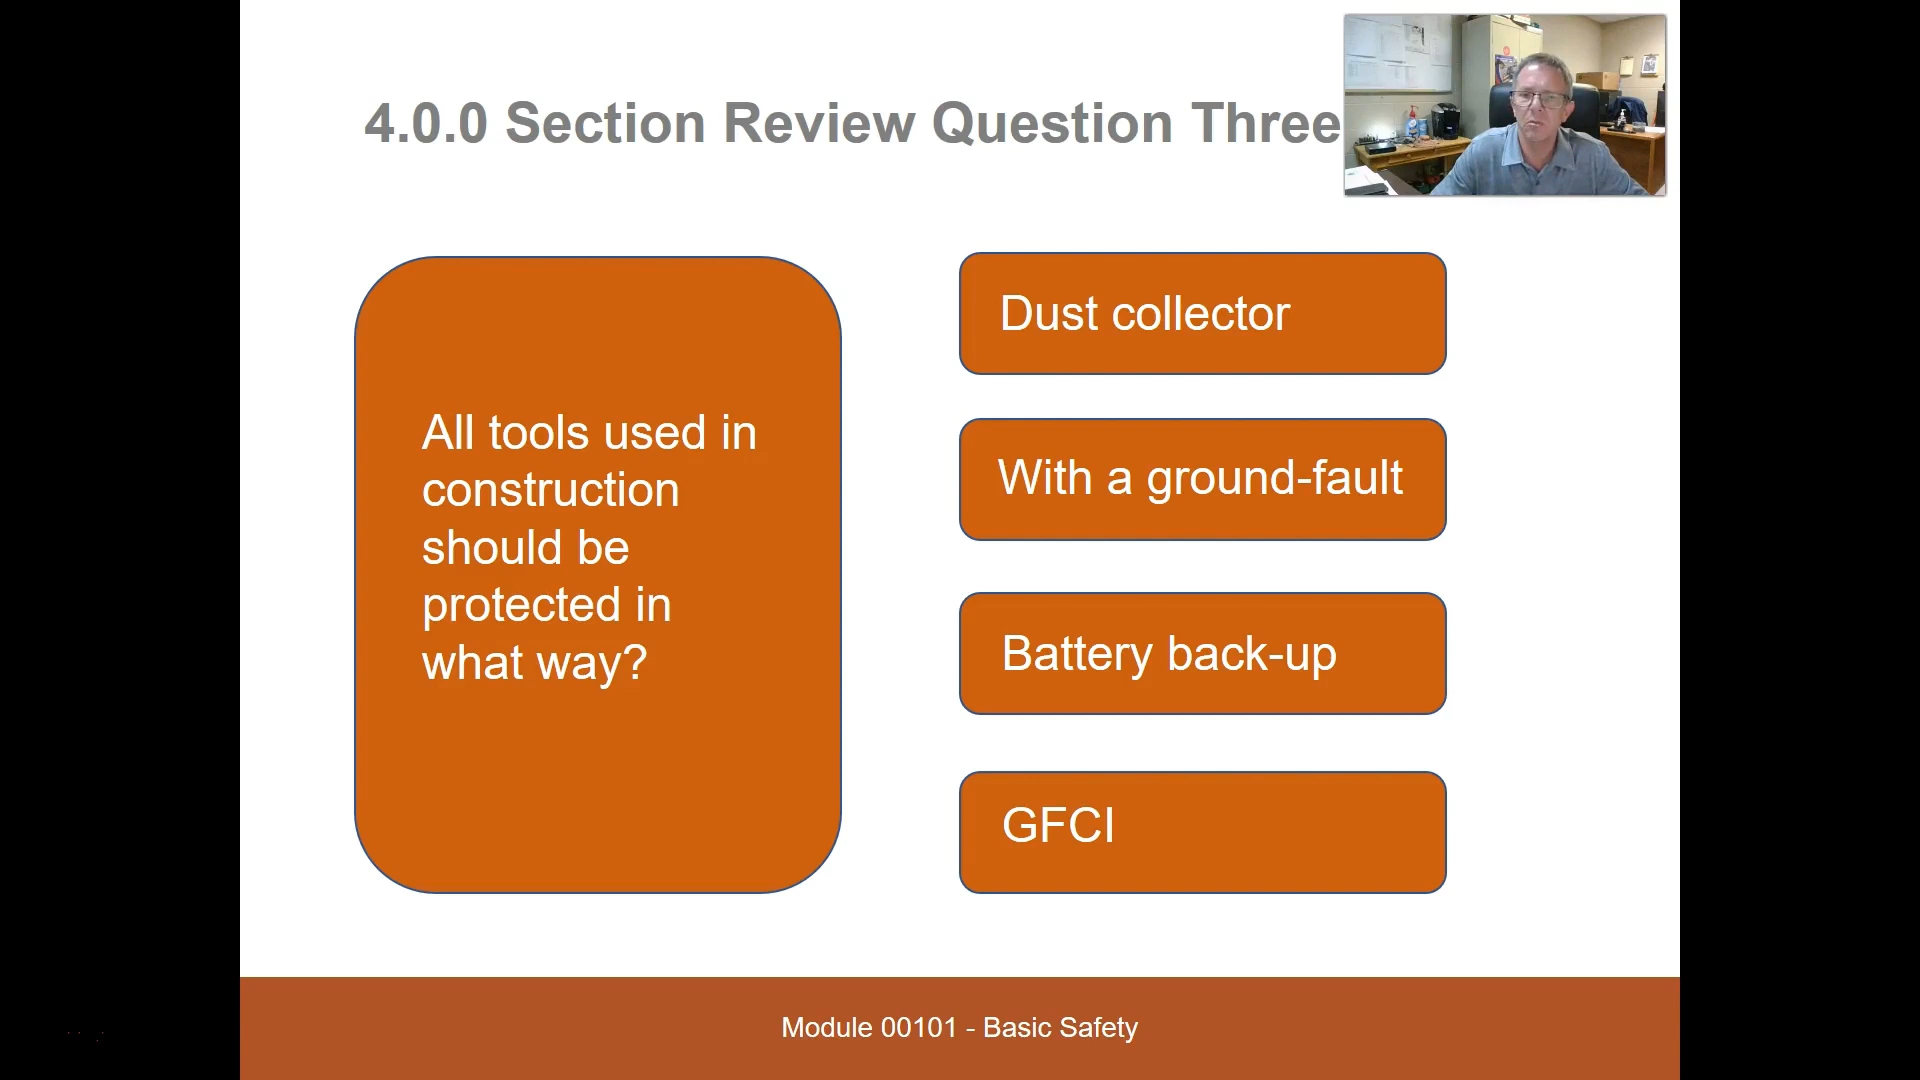 4.0.0 Section Review Question Three
All tools used in
construction
should be
protected in
what way?
Dust collector
With a ground-fault
Battery back-up
GFCI
Module 00101 - Basic Safety